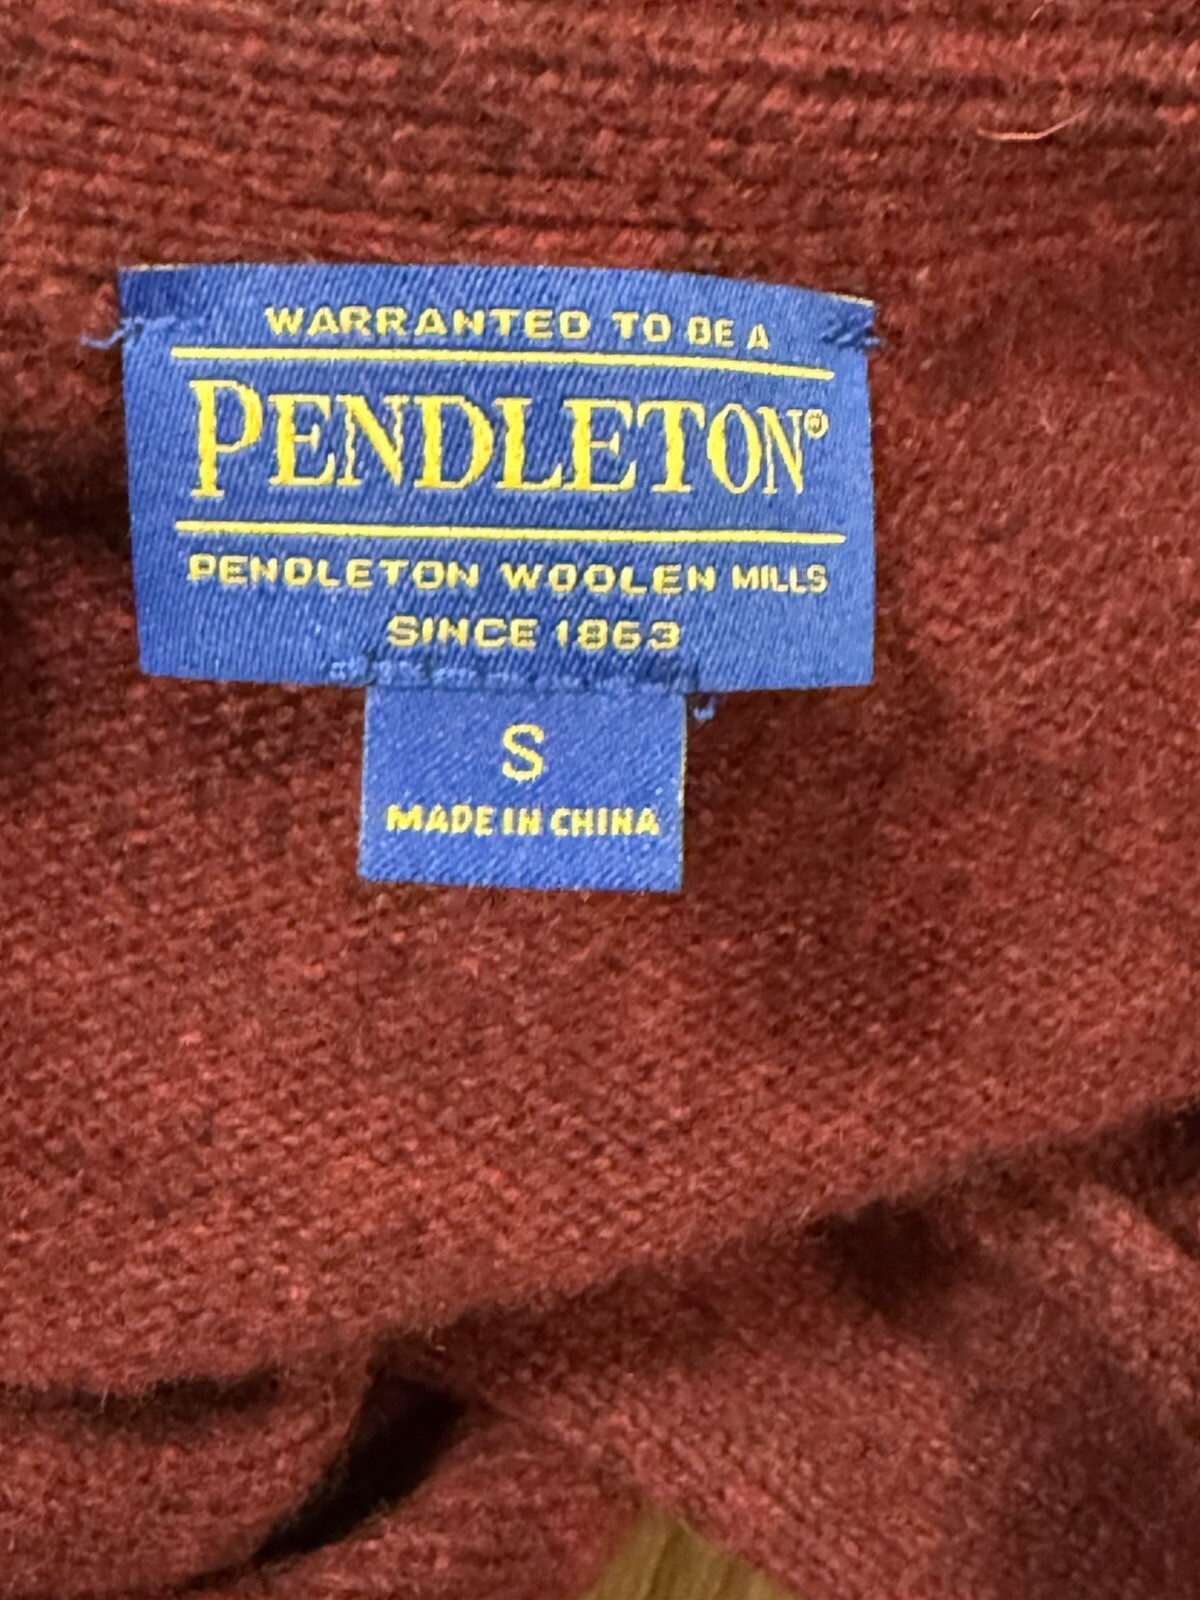 WARRANTED TO BE A
PENDLETON®
PENDLETON WOOLEN MILLS
SINCE 1863
S
MADE IN CHINA